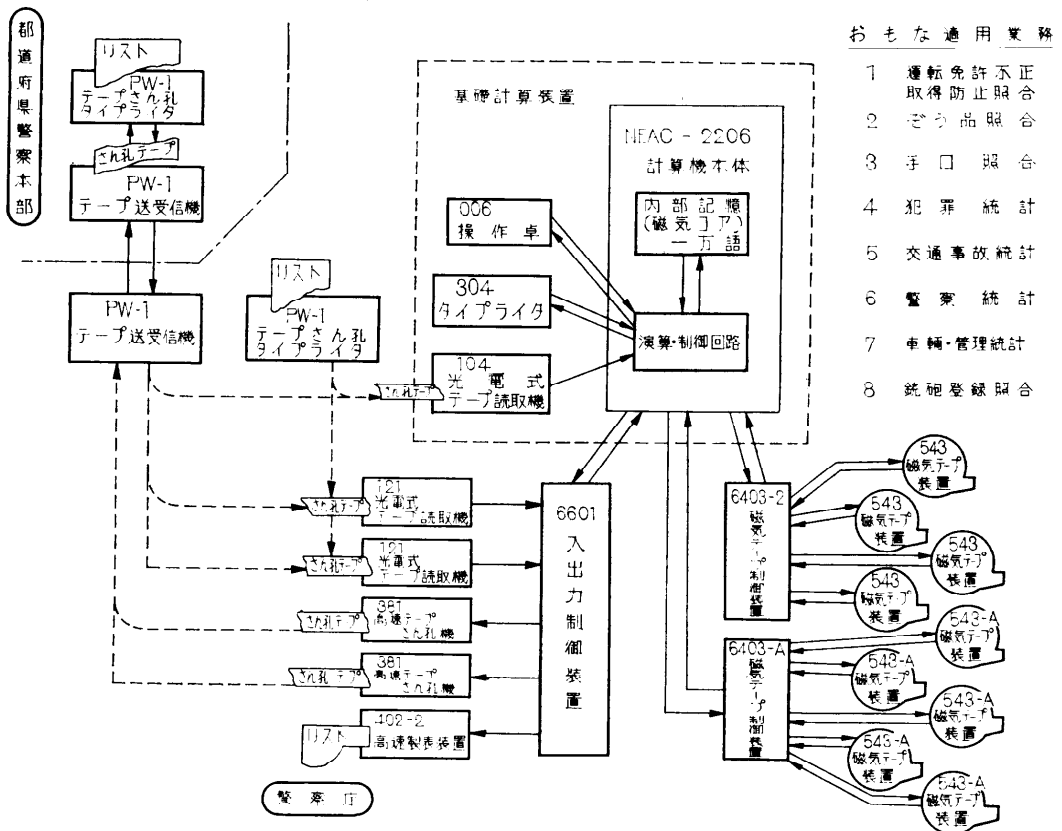 都道府県警察本部
リスト
PW-1
テープさん孔
タイプライタ
さん孔テープ
PW-1
テープ送受信機
PW-1
テープ送受信機
リスト
PW-1
テープさん孔
タイプライタ
基礎計算装置
NEAC-2206
計算機本体
内部記憶
(磁気コア)
一万語
006
操作卓
304
タイプライタ
104
光電式
テープ読取機
さん孔テープ
演算・制御回路
おもな適用業務
1 運転免許不正
取得防止照合
2 ぞう品照合
3 手口照合
4 犯罪統計
5 交通事故統計
6 警察統計
7 車輛・管理統計
8 銃砲登録照合
さん孔テープ
121
光電式
テープ読取機
さん孔テープ
121
光電式
テープ読取機
さん孔テープ
381
高速テープ
さん孔機
さん孔テープ
381
高速テープ
さん孔機
リスト
402-2
高速製表装置
6601
入出力制御装置
6403-2
磁気テープ制御装置
6403-A
磁気テープ制御装置
543
磁気テープ
装置
543
磁気テープ
装置
543
磁気テープ
装置
543
磁気テープ
装置
543-A
磁気テープ
装置
543-A
磁気テープ
装置
543-A
磁気テープ
装置
543-A
磁気テープ
装置
543-A
磁気テープ
装置
警察庁